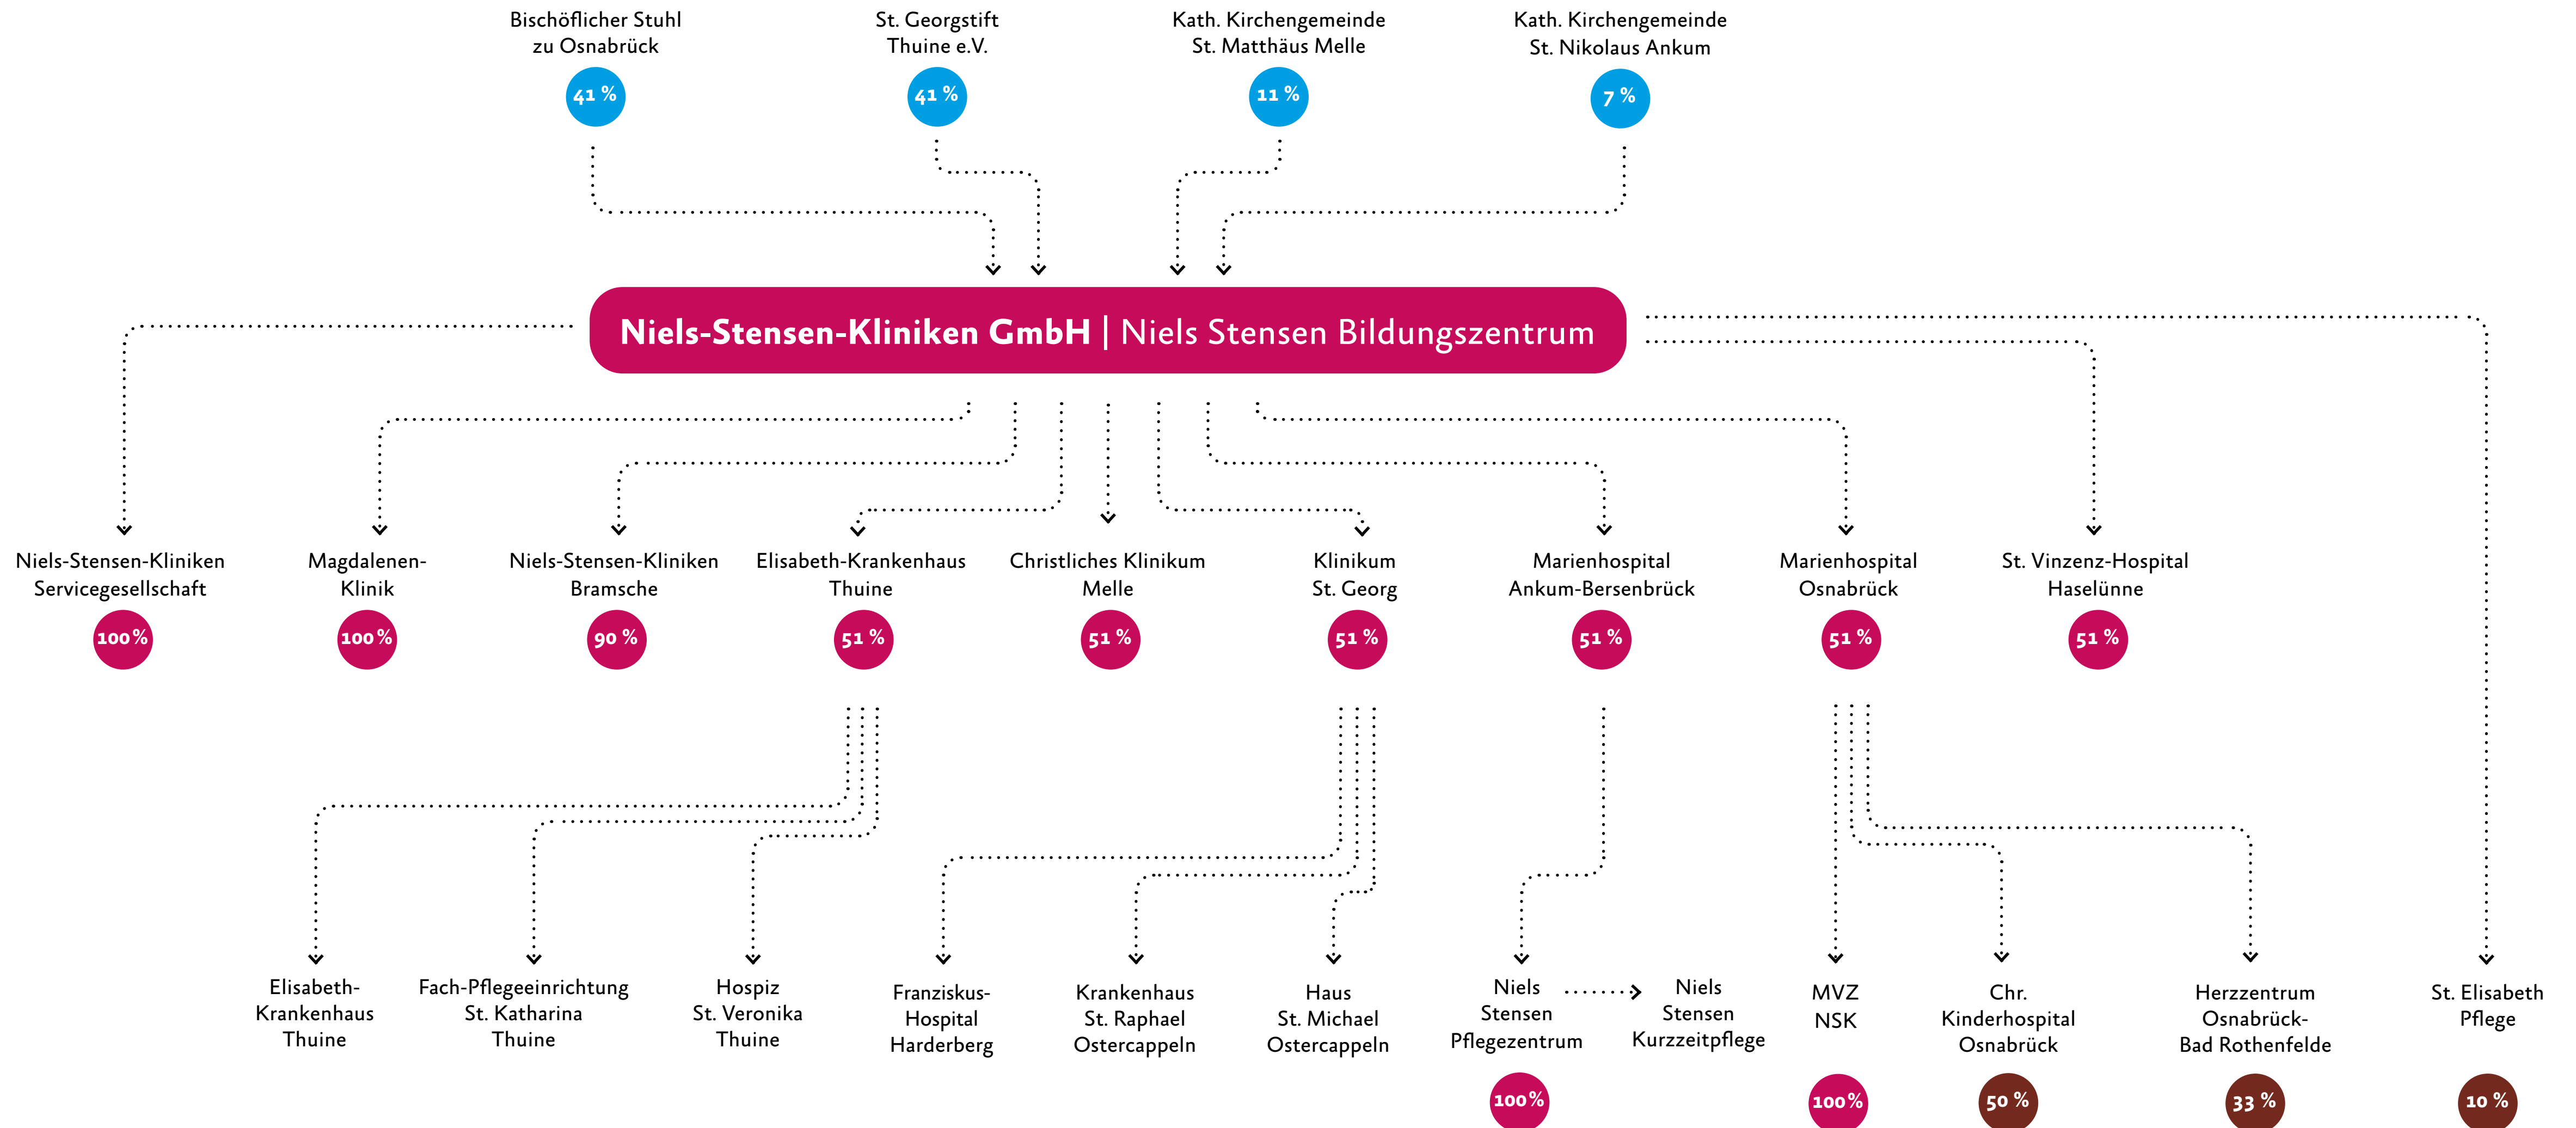 Bischöflicher Stuhl
zu Osnabrück
41 %
St. Georgstift
Thuine e.V.
41 %
Kath. Kirchengemeinde
St. Matthäus Melle
11 %
Kath. Kirchengemeinde
St. Nikolaus Ankum
7 %
Niels-Stensen-Kliniken GmbH | Niels Stensen Bildungszentrum
Niels-Stensen-Kliniken
Servicegesellschaft
100 %
Magdalenen-
Klinik
100 %
Niels-Stensen-Kliniken
Bramsche
90 %
Elisabeth-Krankenhaus
Thuine
51 %
Christliches Klinikum
Melle
51 %
Klinikum
St. Georg
51 %
Marienhospital
Ankum-Bersenbrück
51 %
Marienhospital
Osnabrück
51 %
St. Vinzenz-Hospital
Haselünne
51 %
Elisabeth-
Krankenhaus
Thuine
Fach-Pflegeeinrichtung
St. Katharina
Thuine
Hospiz
St. Veronika
Thuine
Franziskus-
Hospital
Harderberg
Krankenhaus
St. Raphael
Ostercappeln
Haus
St. Michael
Ostercappeln
Niels
Stensen
Pflegezentrum
100 %
Niels
Stensen
Kurzzeitpflege
MVZ
NSK
100 %
Chr.
Kinderhospital
Osnabrück
50 %
Herzzentrum
Osnabrück-
Bad Rothenfelde
33 %
St. Elisabeth
Pflege
10 %